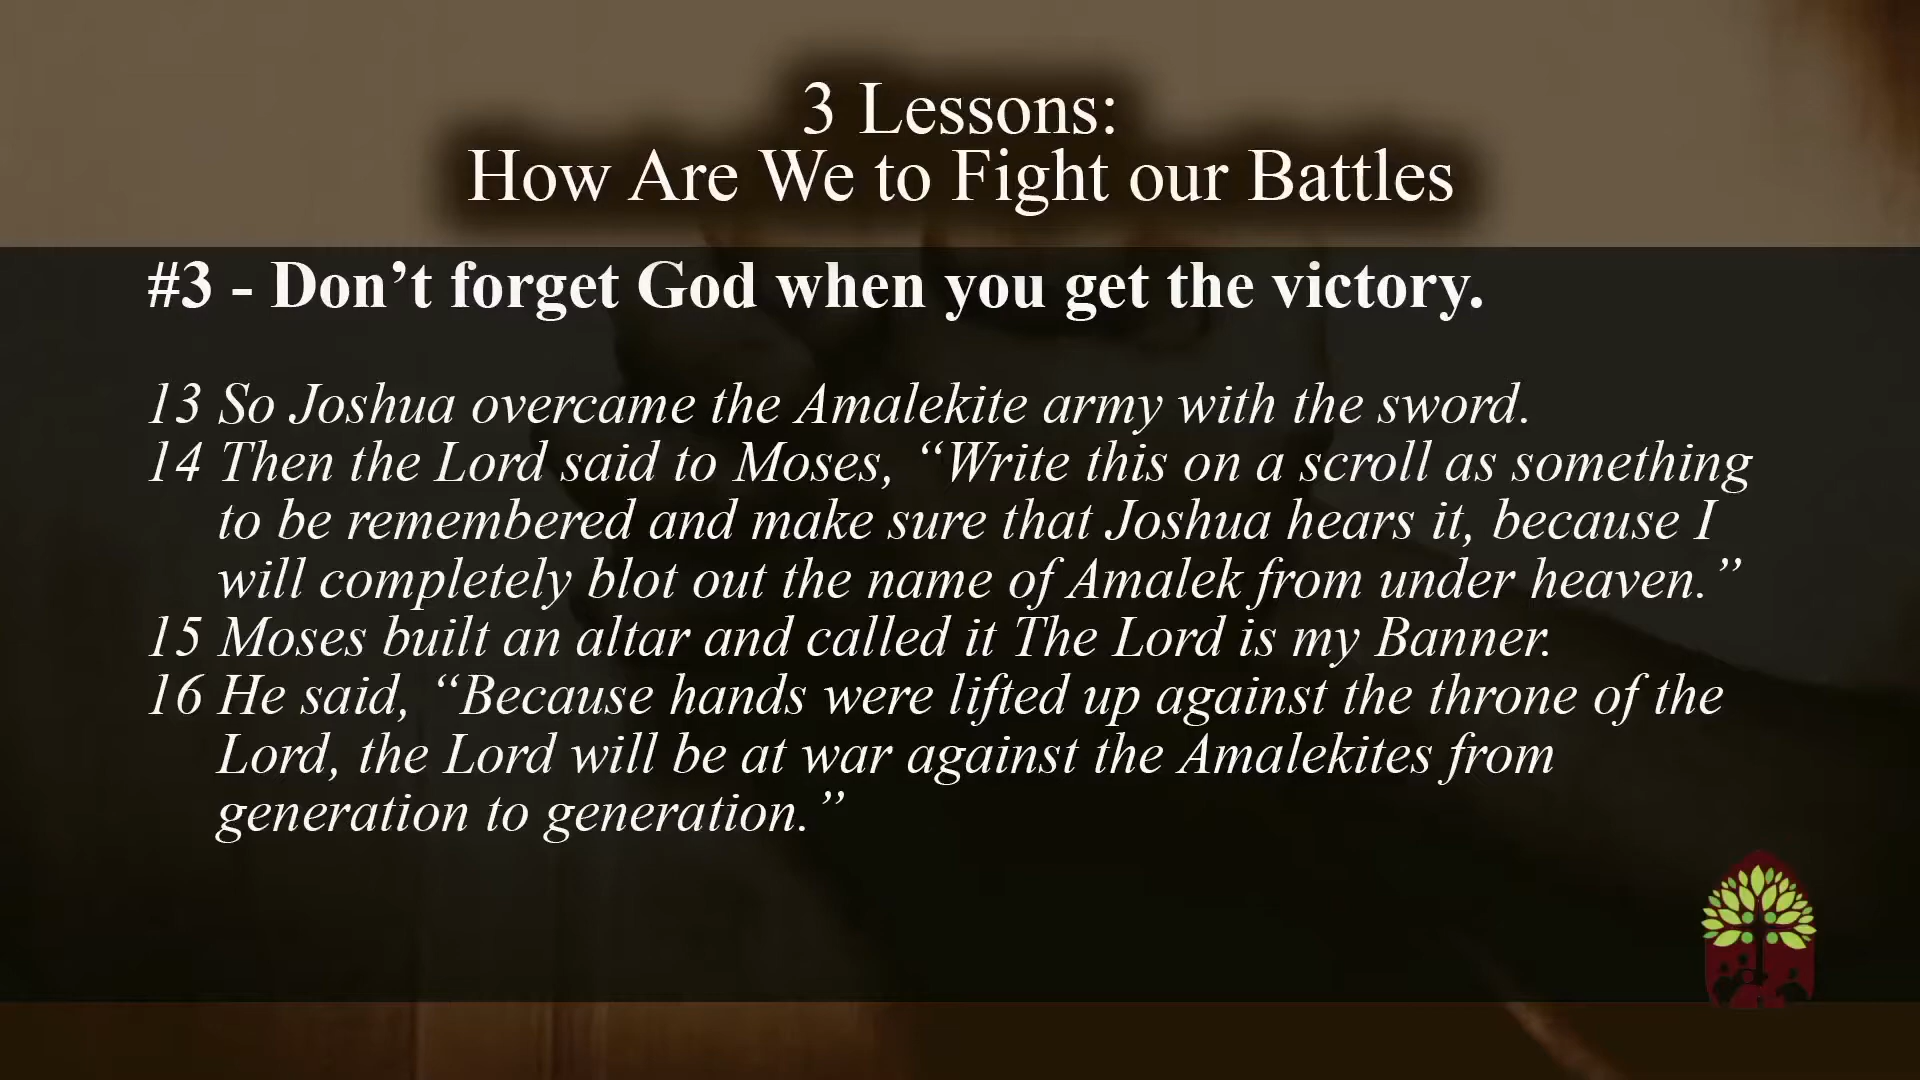 3 Lessons:
How Are We to Fight our Battles
#3 - Don’t forget God when you get the victory.
13 So Joshua overcame the Amalekite army with the sword.
14 Then the Lord said to Moses, “Write this on a scroll as something
to be remembered and make sure that Joshua hears it, because I
will completely blot out the name of Amalek from under heaven.”
15 Moses built an altar and called it The Lord is my Banner.
16 He said, “Because hands were lifted up against the throne of the
Lord, the Lord will be at war against the Amalekites from
generation to generation.”